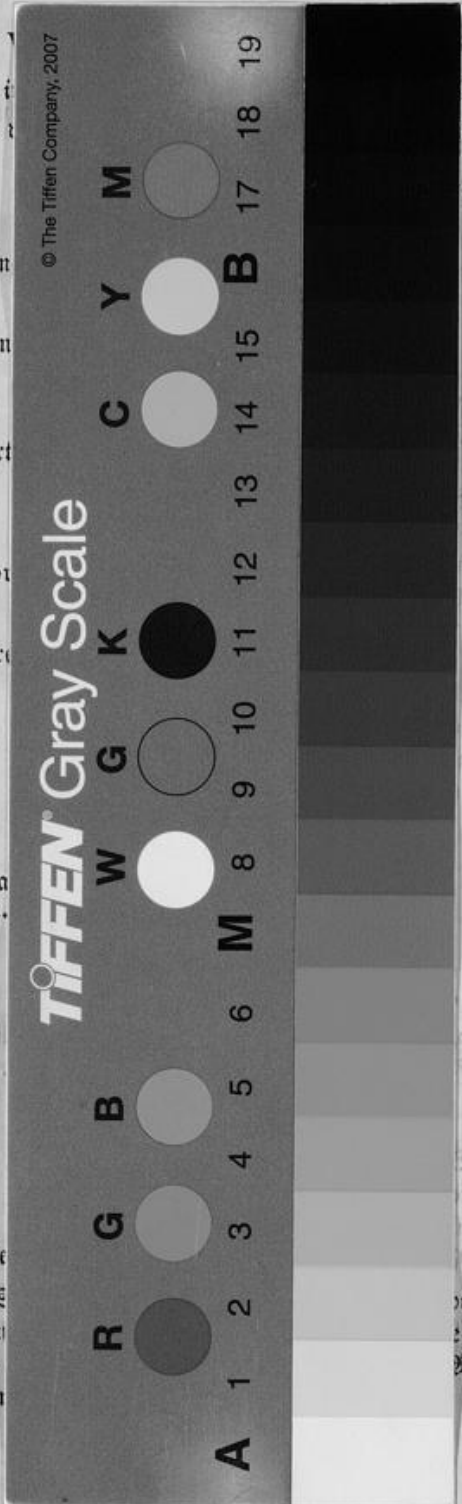 © The Tiffen Company, 2007
TIFFEN® Gray Scale
R G B W G K C Y M
A 1 2 3 4 5 6 M 8 9 10 11 12 13 14 15 B 17 18 19